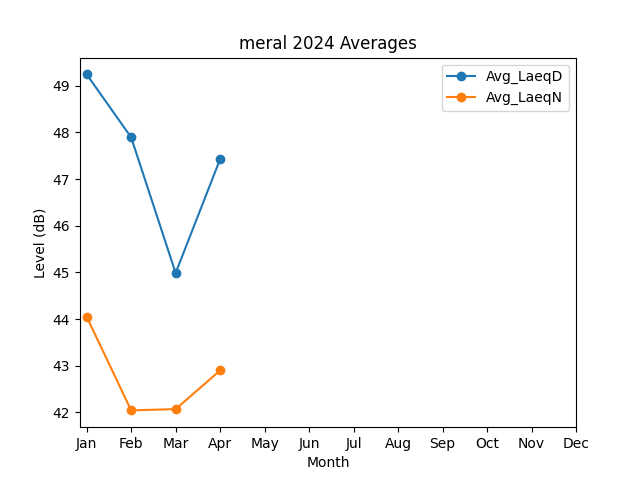 meral 2024 Averages
Avg_LaeqD
Avg_LaeqN
Level (dB)
49
48
47
46
45
44
43
42
Jan Feb Mar Apr May Jun Jul Aug Sep Oct Nov Dec
Month